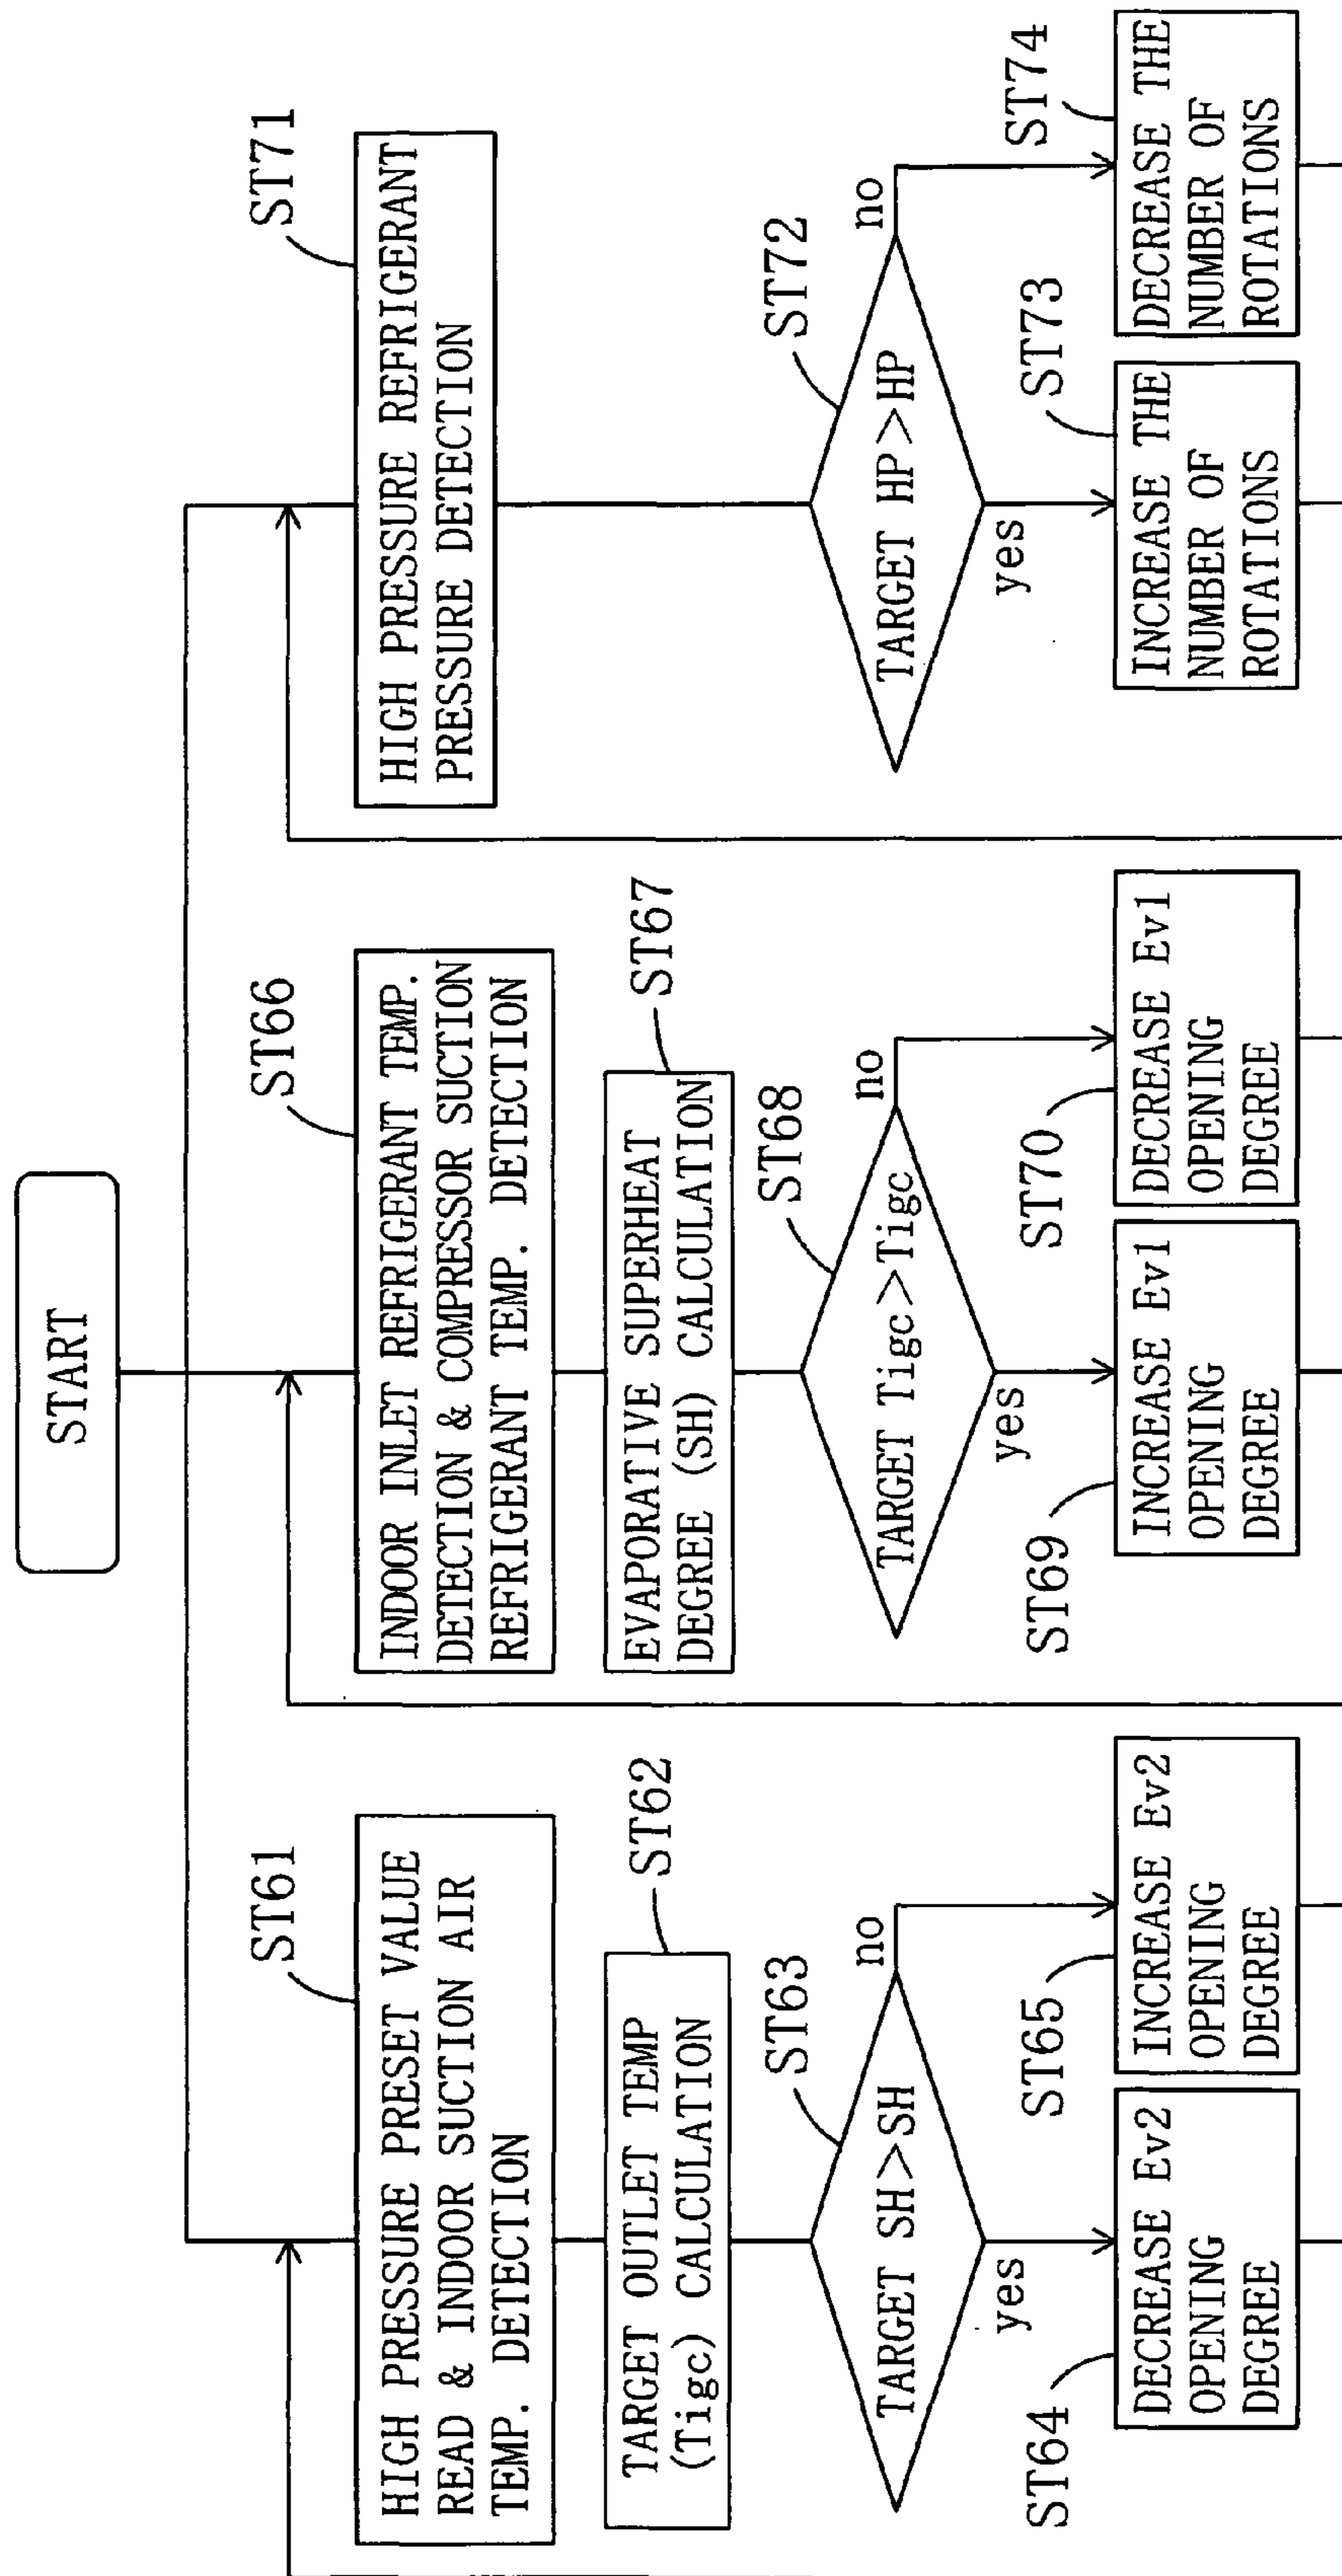 START
ST61
HIGH PRESSURE PRESET VALUE
READ & INDOOR SUCTION AIR
TEMP. DETECTION
ST62
TARGET OUTLET TEMP
(Tigc) CALCULATION
ST63
TARGET SH>SH
yes
no
ST64
DECREASE Ev2
OPENING
DEGREE
ST65
INCREASE Ev2
OPENING
DEGREE
ST66
INDOOR INLET REFRIGERANT TEMP.
DETECTION & COMPRESSOR SUCTION
REFRIGERANT TEMP. DETECTION
ST67
EVAPORATIVE SUPERHEAT
DEGREE (SH) CALCULATION
ST68
TARGET Tigc>Tigc
yes
no
ST69
INCREASE Ev1
OPENING
DEGREE
ST70
DECREASE Ev1
OPENING
DEGREE
ST71
HIGH PRESSURE REFRIGERANT
PRESSURE DETECTION
ST72
TARGET HP>HP
yes
no
ST73
INCREASE THE
NUMBER OF
ROTATIONS
ST74
DECREASE THE
NUMBER OF
ROTATIONS